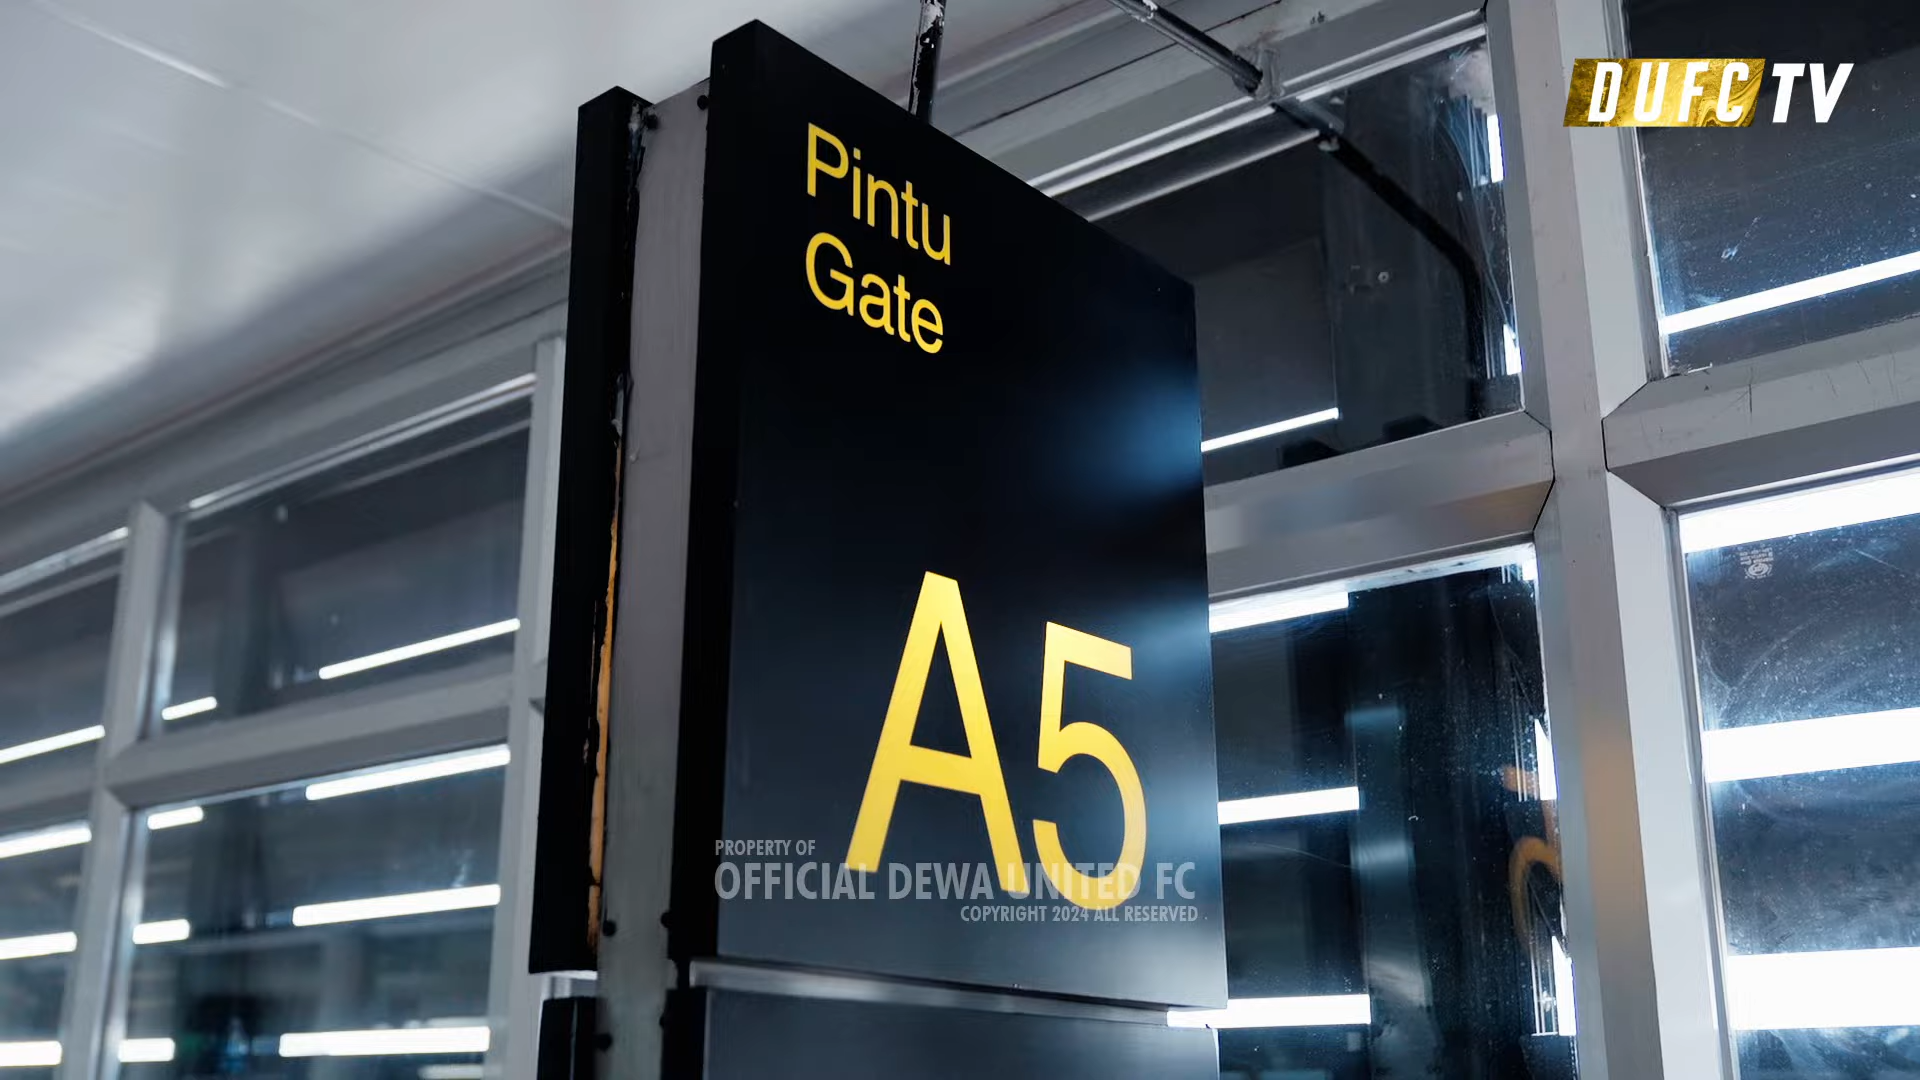 DUFC TV
Pintu
Gate
A5
PROPERTY OF
OFFICIAL DEWA UNITED FC
COPYRIGHT 2024 ALL RESERVED